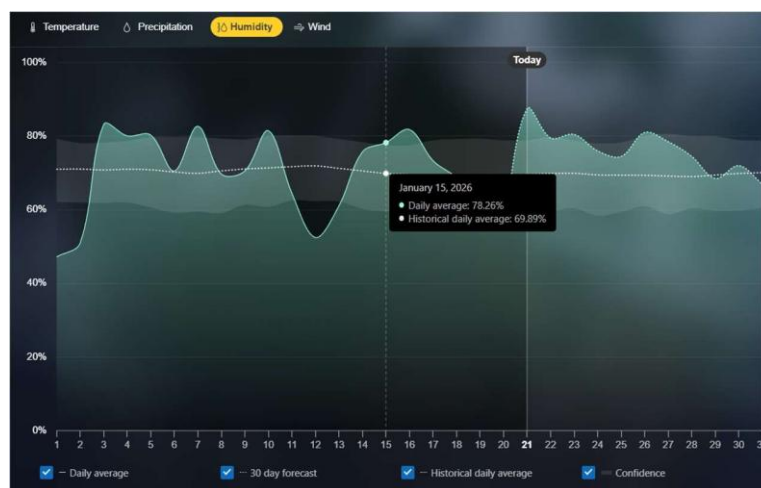 Temperature Precipitation Humidity Wind
Today
100%
80%
60%
40%
20%
0%
January 15, 2026
Daily average: 78.26%
Historical daily average: 69.89%
1 2 3 4 5 6 7 8 9 10 11 12 13 14 15 16 17 18 19 20 21 22 23 24 25 26 27 28 29 30
Daily average 30 day forecast Historical daily average Confidence